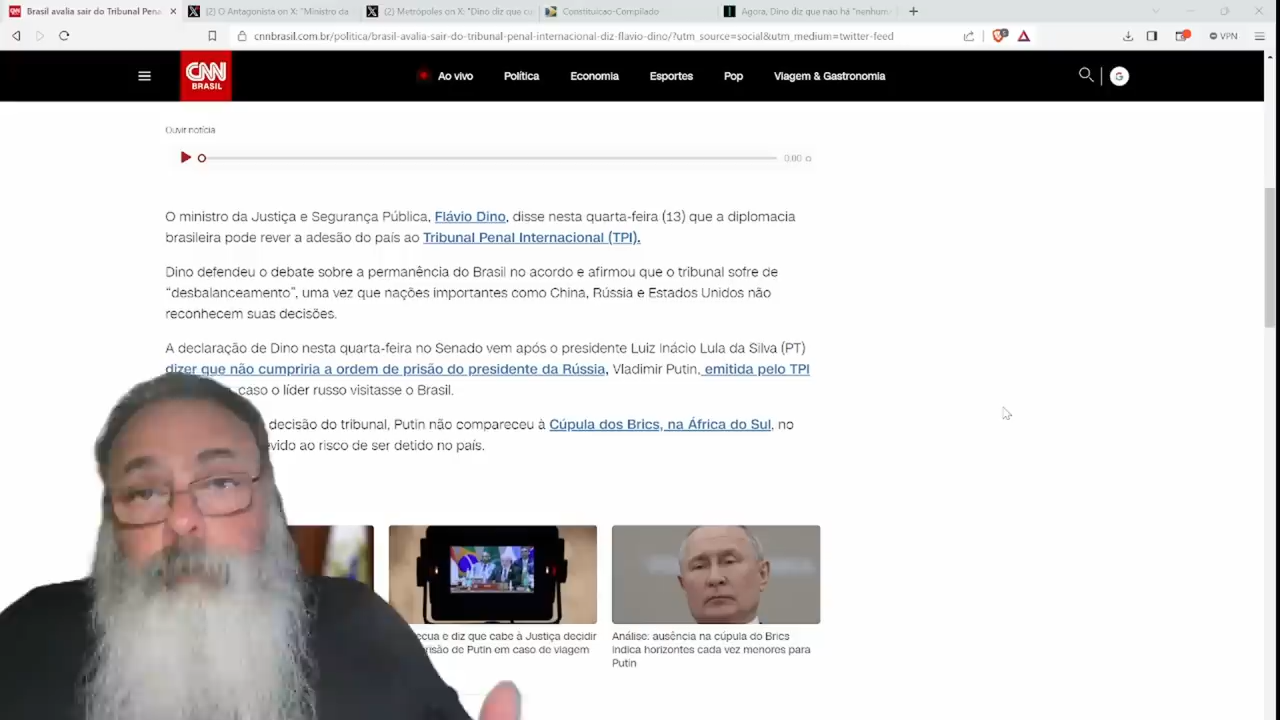 Brasil avalia sair do Tribunal Pena
(2) O Antagonista on X: "Ministro da
(2) Metrópoles on X: "Dino diz que
Constituicao-Compilado
Agora, Dino diz que não há "nenhum
cnnbrasil.com.br/politica/brasil-avalia-sair-do-tribunal-penal-internacional-diz-flavio-dino/?utm_source=social&utm_medium=twitter-feed
VPN
CNN
BRASIL
Ao vivo
Política
Economia
Esportes
Pop
Viagem & Gastronomia
G
Ouvir notícia
0:00
O ministro da Justiça e Segurança Pública, Flávio Dino, disse nesta quarta-feira (13) que a diplomacia
brasileira pode rever a adesão do país ao Tribunal Penal Internacional (TPI).
Dino defendeu o debate sobre a permanência do Brasil no acordo e afirmou que o tribunal sofre de
“desbalanceamento”, uma vez que nações importantes como China, Rússia e Estados Unidos não
reconhecem suas decisões.
A declaração de Dino nesta quarta-feira no Senado vem após o presidente Luiz Inácio Lula da Silva (PT)
dizer que não cumpriria a ordem de prisão do presidente da Rússia, Vladimir Putin, emitida pelo TPI
caso o líder russo visitasse o Brasil.
decisão do tribunal, Putin não compareceu à Cúpula dos Brics, na África do Sul, no
evido ao risco de ser detido no país.
ecua e diz que cabe à Justiça decidir
risão de Putin em caso de viagem
Análise: ausência na cúpula do Brics
indica horizontes cada vez menores para
Putin